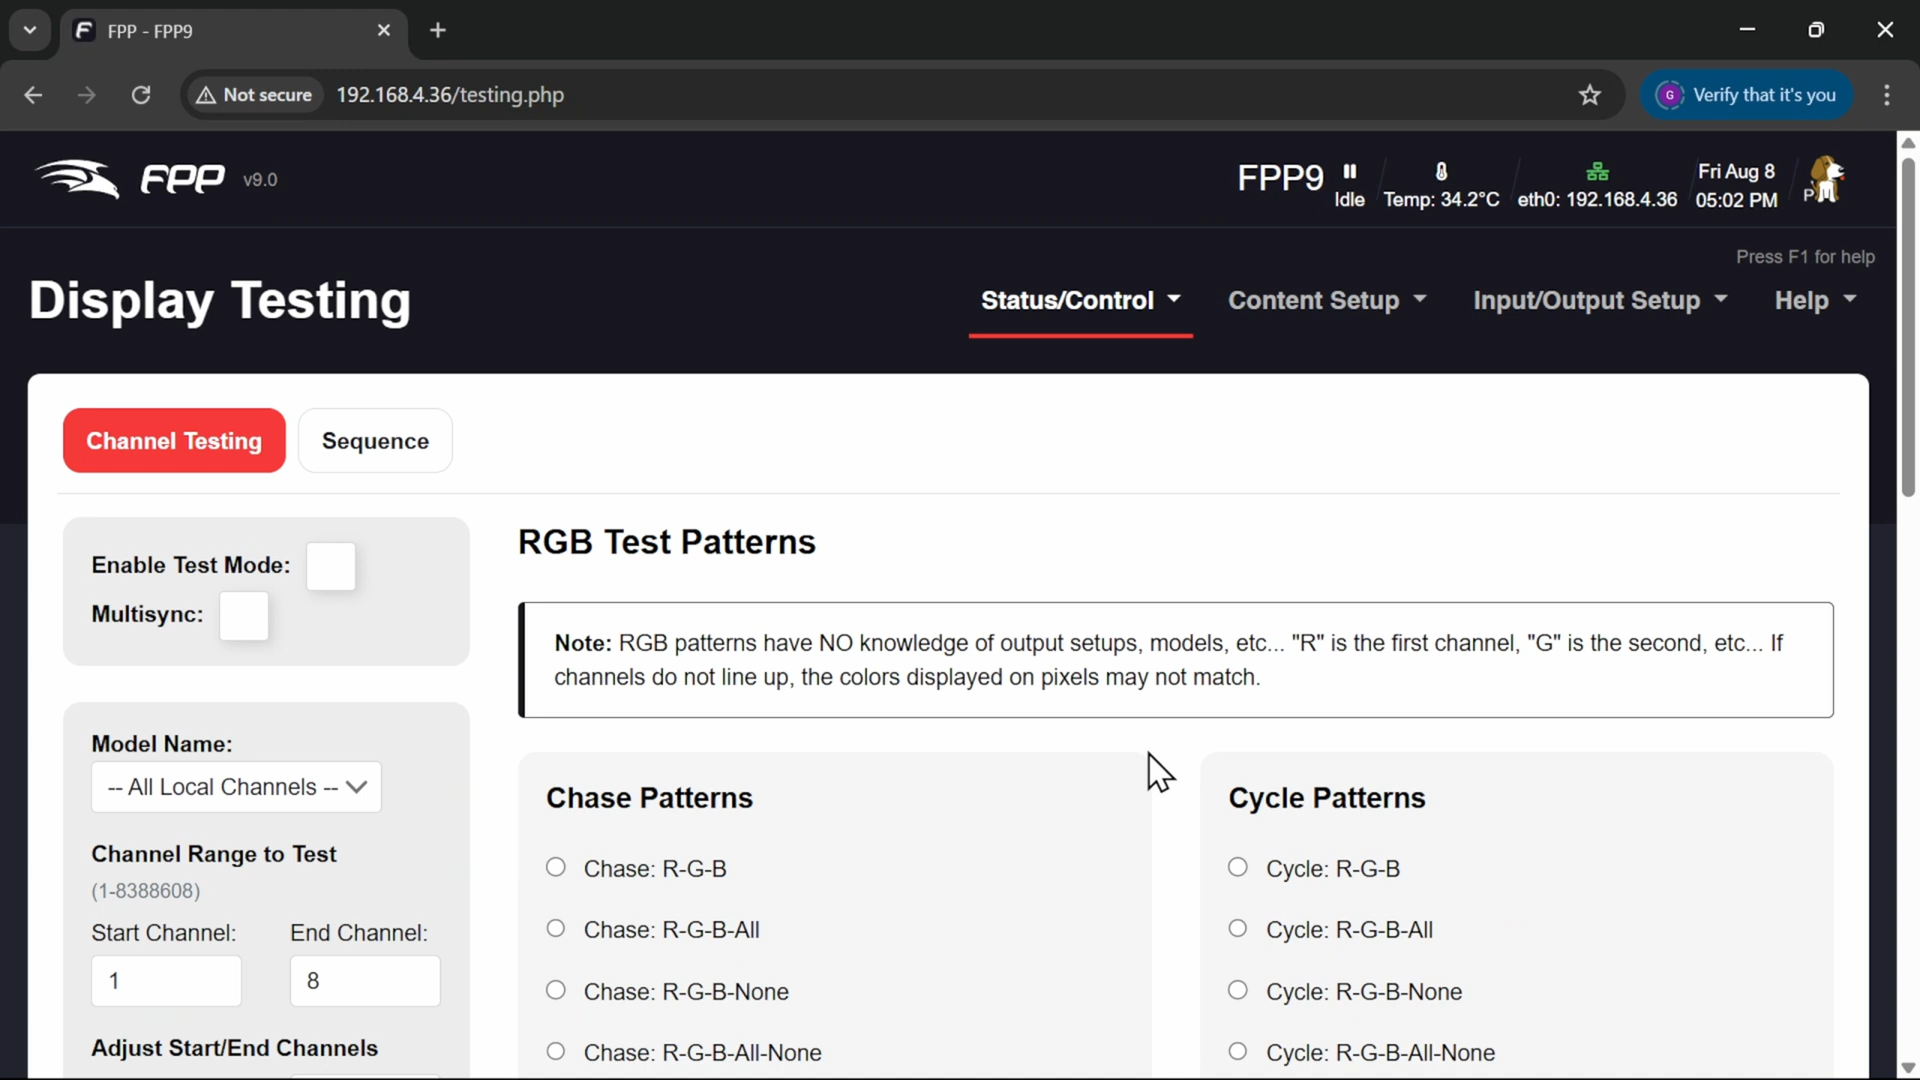 FPP - FPP9
Not secure 192.168.4.36/testing.php
G Verify that it's you
FPP v9.0
FPP9 Idle Temp: 34.2°C eth0: 192.168.4.36 Fri Aug 8 05:02 PM
Press F1 for help
Display Testing
Status/Control Content Setup Input/Output Setup Help
Channel Testing Sequence
Enable Test Mode:
Multisync:
RGB Test Patterns
Note: RGB patterns have NO knowledge of output setups, models, etc... "R" is the first channel, "G" is the second, etc... If
channels do not line up, the colors displayed on pixels may not match.
Model Name:
-- All Local Channels --
Channel Range to Test
(1-8388608)
Start Channel: End Channel:
1 8
Adjust Start/End Channels
Chase Patterns
Chase: R-G-B
Chase: R-G-B-All
Chase: R-G-B-None
Chase: R-G-B-All-None
Cycle Patterns
Cycle: R-G-B
Cycle: R-G-B-All
Cycle: R-G-B-None
Cycle: R-G-B-All-None